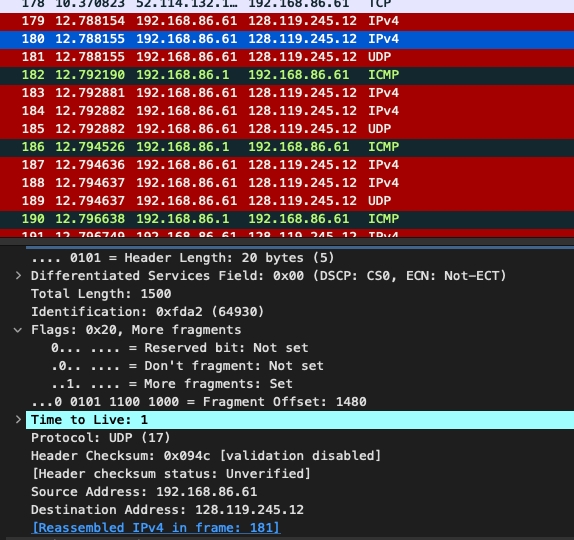 178 10.370823 52.114.132.1… 192.168.86.61 TCP
179 12.788154 192.168.86.61 128.119.245.12 IPv4
180 12.788155 192.168.86.61 128.119.245.12 IPv4
181 12.788155 192.168.86.61 128.119.245.12 UDP
182 12.792190 192.168.86.1 192.168.86.61 ICMP
183 12.792881 192.168.86.61 128.119.245.12 IPv4
184 12.792882 192.168.86.61 128.119.245.12 IPv4
185 12.792882 192.168.86.61 128.119.245.12 UDP
186 12.794526 192.168.86.1 192.168.86.61 ICMP
187 12.794636 192.168.86.61 128.119.245.12 IPv4
188 12.794637 192.168.86.61 128.119.245.12 IPv4
189 12.794637 192.168.86.61 128.119.245.12 UDP
190 12.796638 192.168.86.1 192.168.86.61 ICMP
191 12.796749 192.168.86.61 128.119.245.12 IPv4
.... 0101 = Header Length: 20 bytes (5)
Differentiated Services Field: 0x00 (DSCP: CS0, ECN: Not-ECT)
Total Length: 1500
Identification: 0xfda2 (64930)
Flags: 0x20, More fragments
0... .... = Reserved bit: Not set
.0.. .... = Don't fragment: Not set
..1. .... = More fragments: Set
...0 0101 1100 1000 = Fragment Offset: 1480
Time to Live: 1
Protocol: UDP (17)
Header Checksum: 0x094c [validation disabled]
[Header checksum status: Unverified]
Source Address: 192.168.86.61
Destination Address: 128.119.245.12
[Reassembled IPv4 in frame: 181]